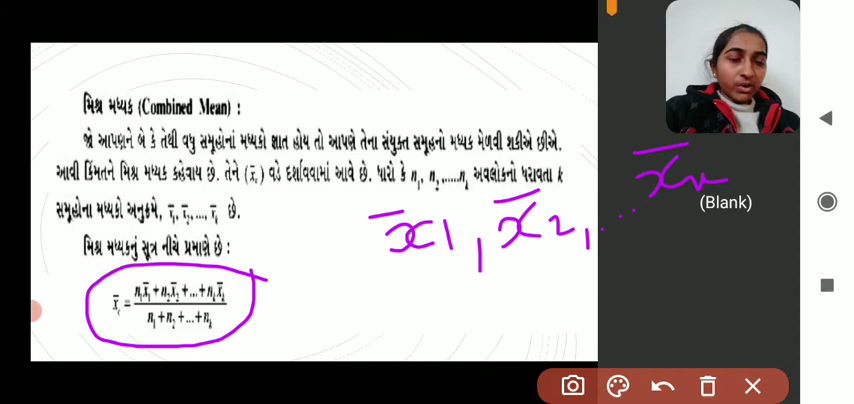 મિશ્ર મધ્યક (Combined Mean) :
જો આપણને બે કે તેથી વધુ સમૂહોનાં મધ્યકો જ્ઞાત હોય તો આપણે તેના સંયુક્ત સમૂહનો મધ્યક મેળવી શકીએ છીએ.
આવી કિંમતને મિશ્ર મધ્યક કહેવાય છે. તેને (x̄c) વડે દર્શાવવામાં આવે છે. ધારો કે n₁, n₂,.....nk અવલોકનો ધરાવતા k
સમૂહોના મધ્યકો અનુક્રમે, x̄₁, x̄₂,..., x̄k છે.
મિશ્ર મધ્યકનું સૂત્ર નીચે પ્રમાણે છે :
x̄c = (n₁x̄₁ + n₂x̄₂ + ... + nkx̄k) / (n₁ + n₂ + ... + nk)
x̄1, x̄2, ....
(Blank)